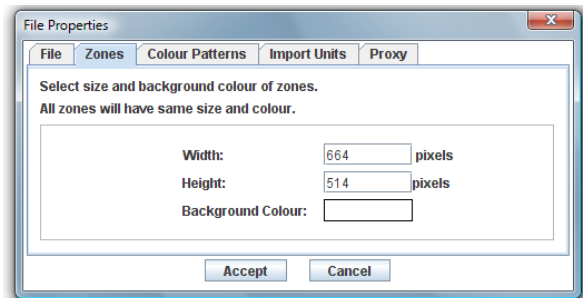 File Properties
File Zones Colour Patterns Import Units Proxy
Select size and background colour of zones.
All zones will have same size and colour.
Width: 664 pixels
Height: 514 pixels
Background Colour:
Accept Cancel